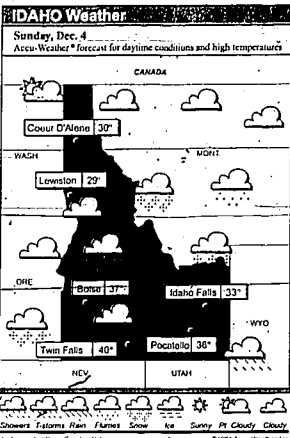 IDAHO Weather
Sunday, Dec. 4
Accu-Weather® forecast for daytime conditions and high temperatures
CANADA
Coeur D'Alene 30°
WASH
MONT.
Lewiston 29°
ORE
Boise 37°
Idaho Falls 33°
WYO
Twin Falls 40°
Pocatello 36°
NEV
UTAH
Showers T-storms Rain Flurries Snow Ice Sunny Pt. Cloudy Cloudy